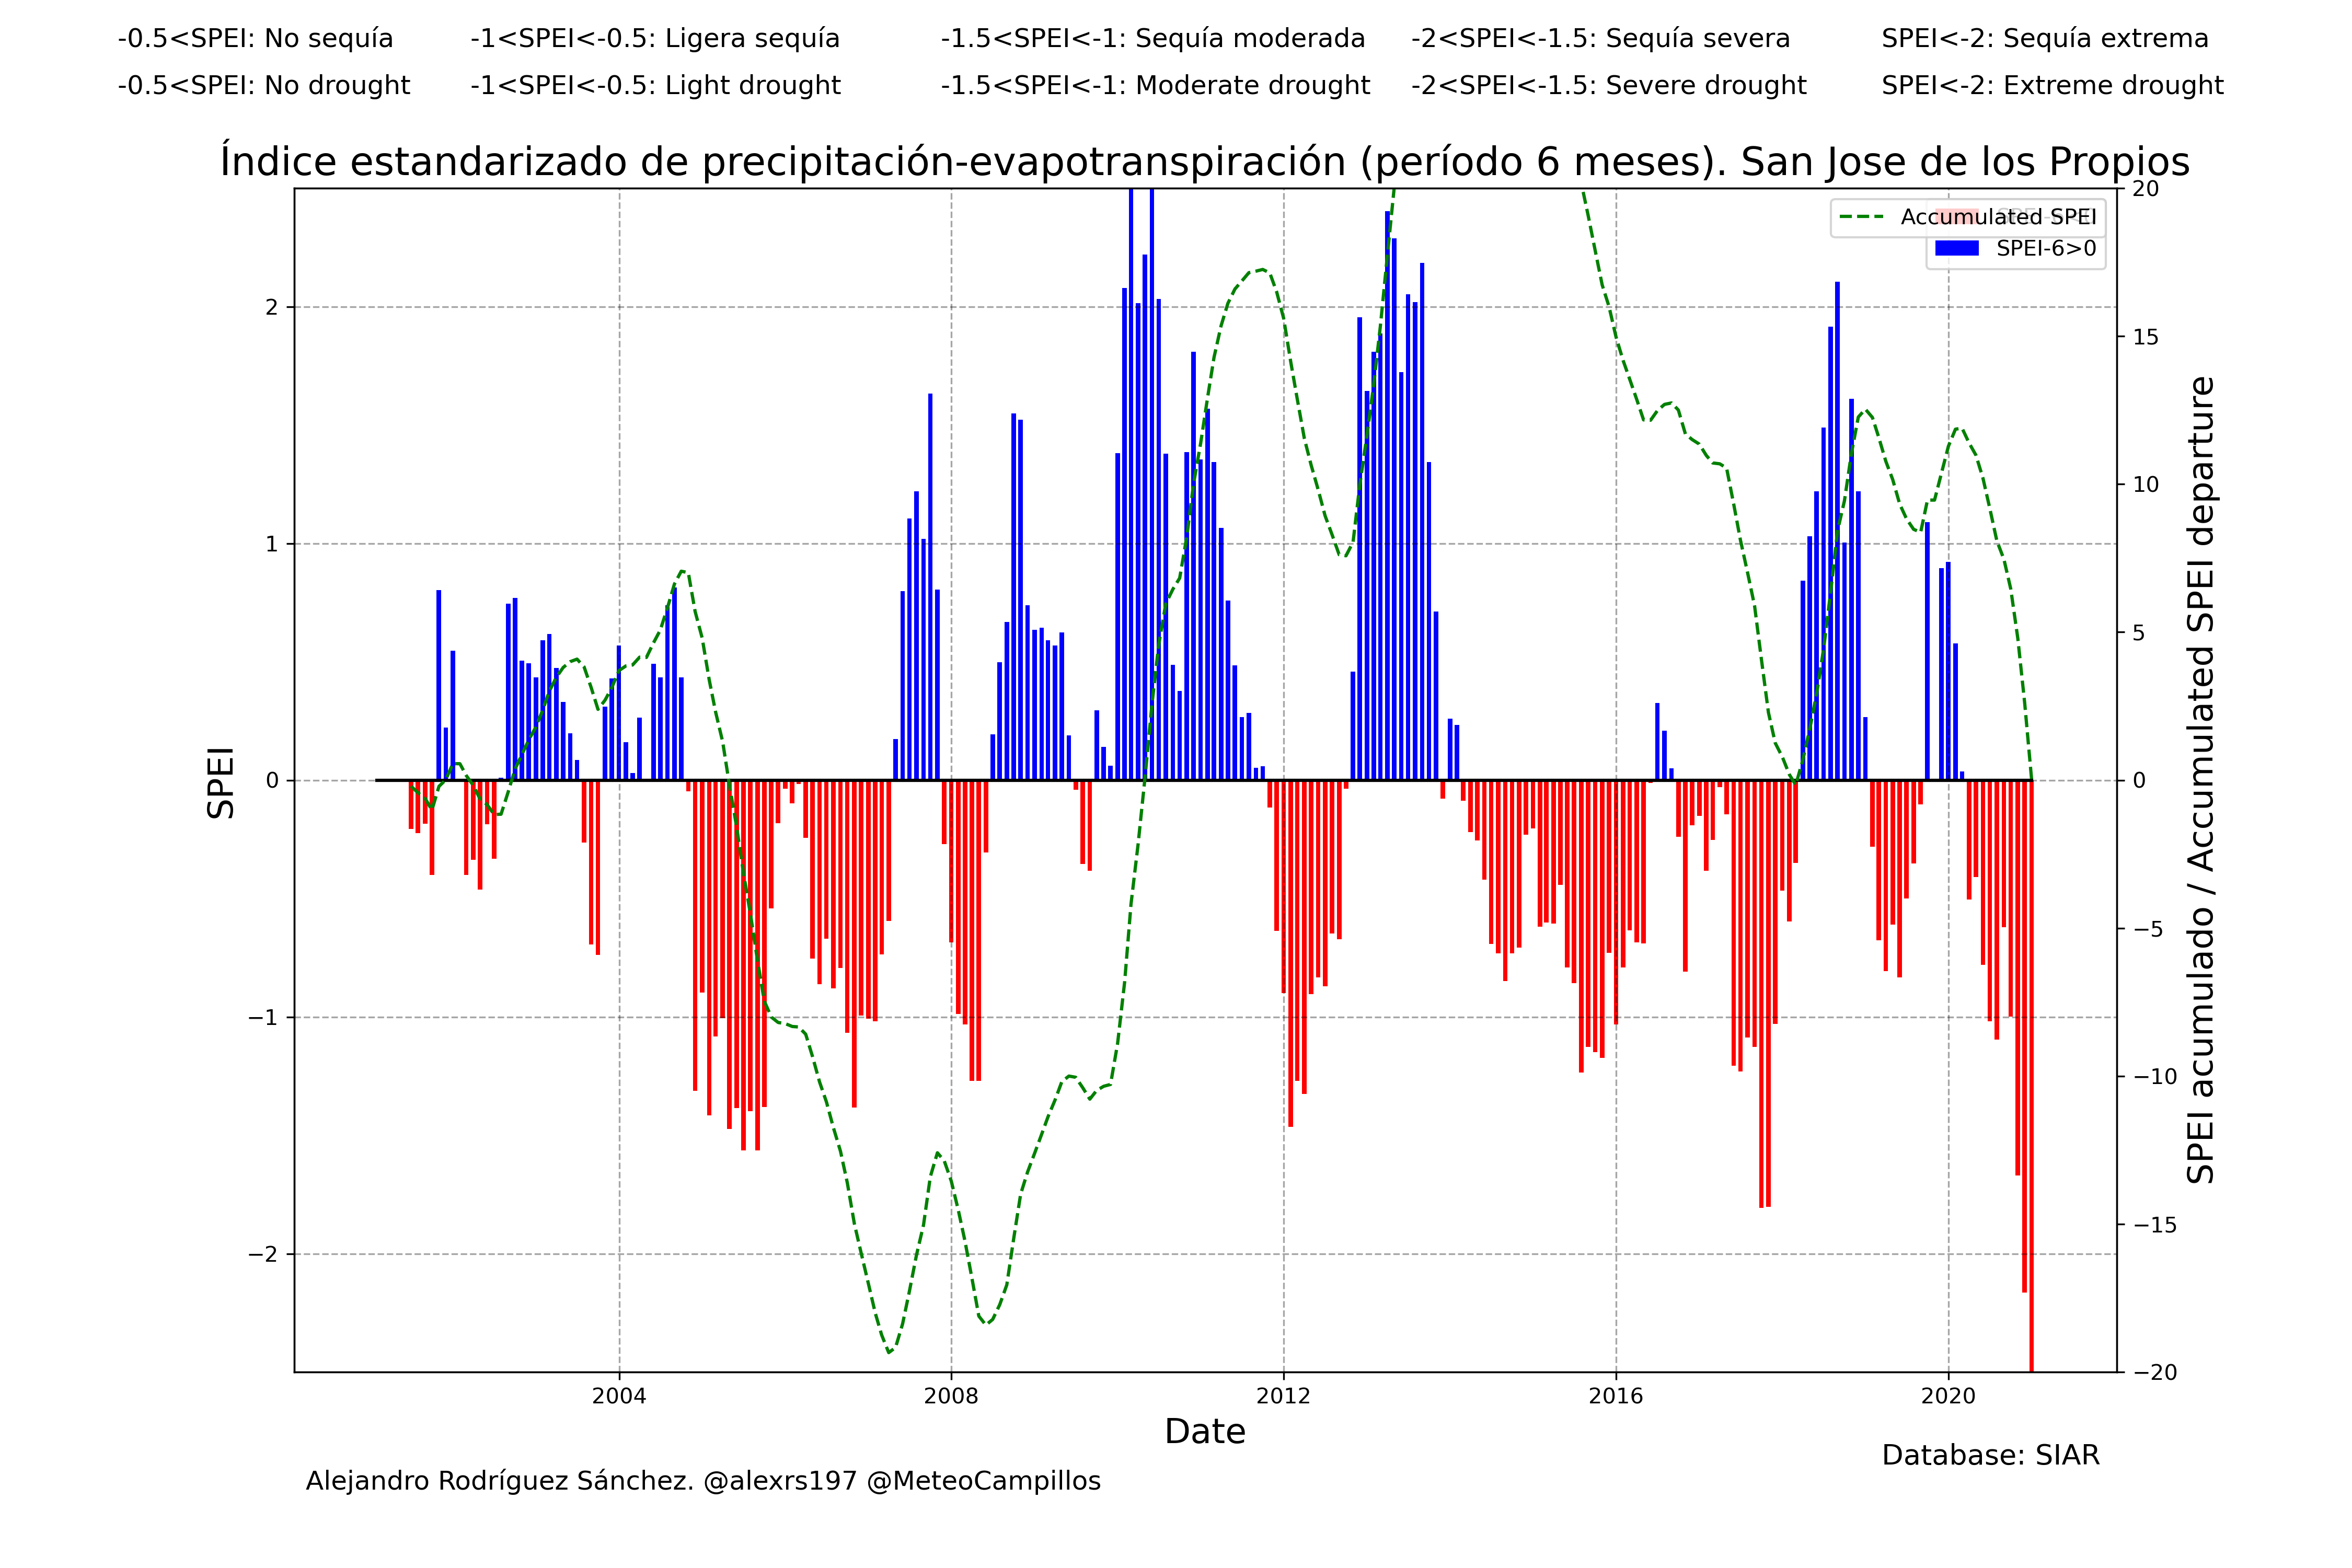 -0.5<SPEI: No sequía -1<SPEI<-0.5: Ligera sequía -1.5<SPEI<-1: Sequía moderada -2<SPEI<-1.5: Sequía severa SPEI<-2: Sequía extrema
-0.5<SPEI: No drought -1<SPEI<-0.5: Light drought -1.5<SPEI<-1: Moderate drought -2<SPEI<-1.5: Severe drought SPEI<-2: Extreme drought
Índice estandarizado de precipitación-evapotranspiración (período 6 meses). San Jose de los Propios
Accumulated SPEI
SPEI-6>0
SPEI
2
1
0
−1
−2
20
15
10
5
0
−5
−10
−15
−20
SPEI acumulado / Accumulated SPEI departure
2004 2008 2012 2016 2020
Date
Database: SIAR
Alejandro Rodríguez Sánchez. @alexrs197 @MeteoCampillos